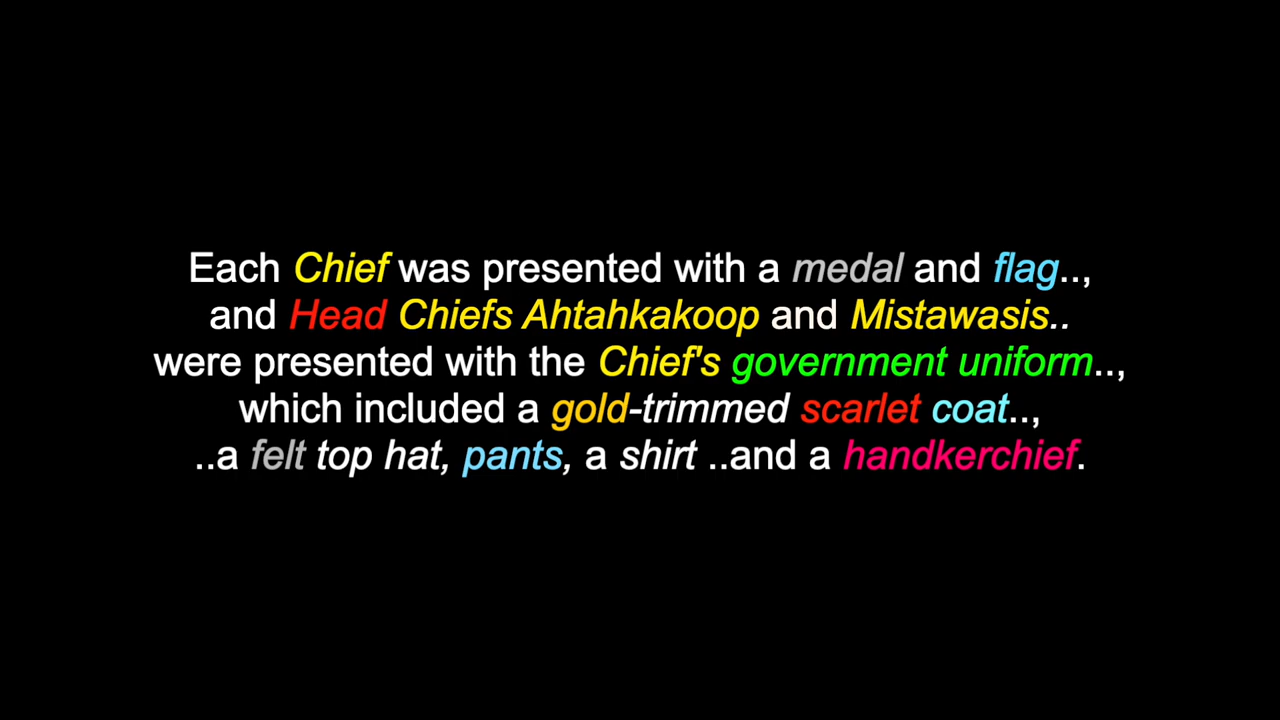 Each Chief was presented with a medal and flag..,
and Head Chiefs Ahtahkakoop and Mistawasis..
were presented with the Chief's government uniform..,
which included a gold-trimmed scarlet coat..,
..a felt top hat, pants, a shirt ..and a handkerchief.